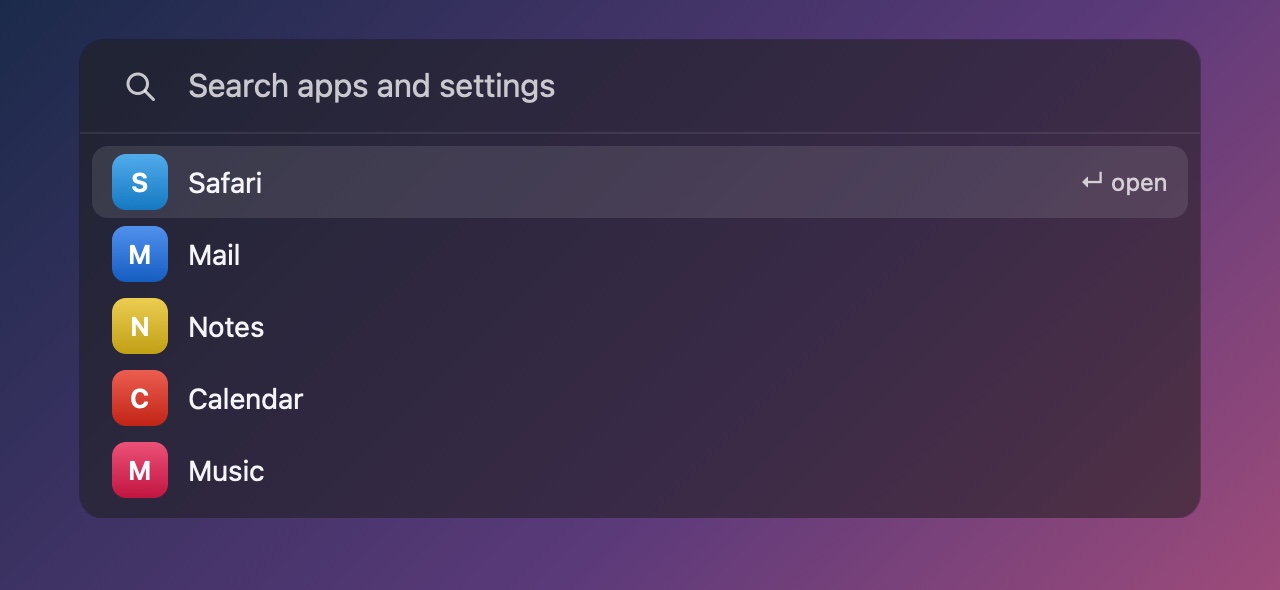 Search apps and settings
S Safari ↵ open
M Mail
N Notes
C Calendar
M Music